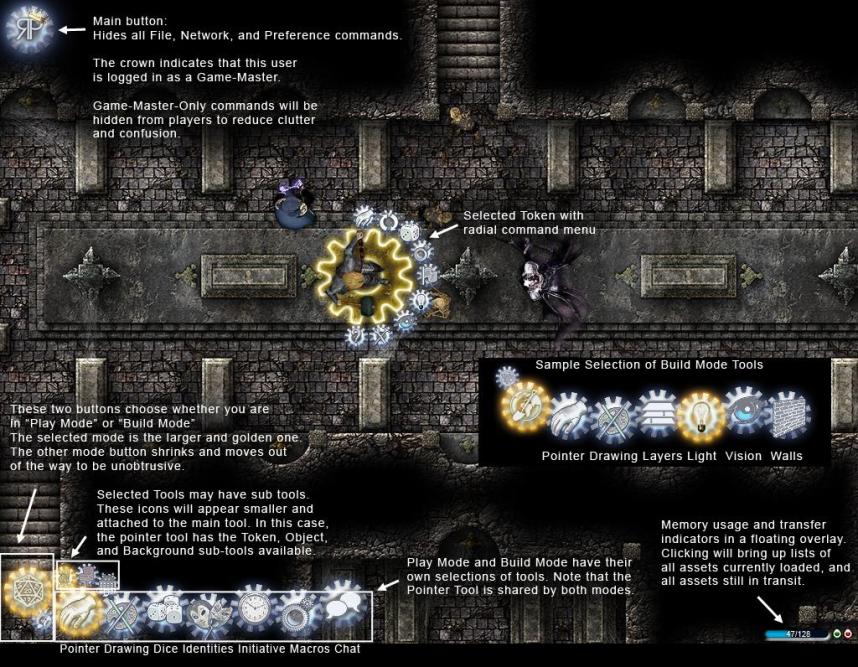 RP
Main button:
Hides all File, Network, and Preference commands.
The crown indicates that this user
is logged in as a Game-Master.
Game-Master-Only commands will be
hidden from players to reduce clutter
and confusion.
Selected Token with
radial command menu
Sample Selection of Build Mode Tools
Pointer Drawing Layers Light Vision Walls
These two buttons choose whether you are
in "Play Mode" or "Build Mode"
The selected mode is the larger and golden one.
The other mode button shrinks and moves out
of the way to be unobtrusive.
Selected Tools may have sub tools.
These icons will appear smaller and
attached to the main tool. In this case,
the pointer tool has the Token, Object,
and Background sub-tools available.
Play Mode and Build Mode have their
own selections of tools. Note that the
Pointer Tool is shared by both modes.
Memory usage and transfer
indicators in a floating overlay.
Clicking will bring up lists of
all assets currently loaded, and
all assets still in transit.
47/128
Pointer Drawing Dice Identities Initiative Macros Chat